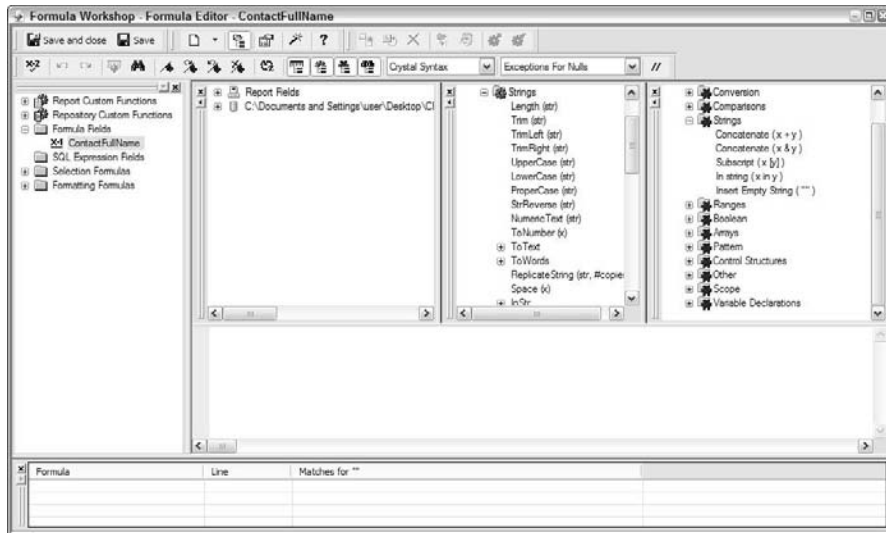 Formula Workshop - Formula Editor - ContactFullName
Save and close Save
Crystal Syntax Exceptions For Nulls //
Report Custom Functions
Repository Custom Functions
Formula Fields
ContactFullName
SQL Expression Fields
Selection Formulas
Formatting Formulas
Report Fields
C:\Documents and Settings\user\Desktop\Cl
Strings
Length (str)
Trim (str)
TrimLeft (str)
TrimRight (str)
UpperCase (str)
LowerCase (str)
ProperCase (str)
StrReverse (str)
NumericText (str)
ToNumber (x)
ToText
ToWords
ReplicateString (str, #copies
Space (x)
InStr
Conversion
Comparisons
Strings
Concatenate ( x + y )
Concatenate ( x & y )
Subscript ( x [y] )
In string ( x in y )
Insert Empty String ( "" )
Ranges
Boolean
Arrays
Pattern
Control Structures
Other
Scope
Variable Declarations
Formula Line Matches for ""